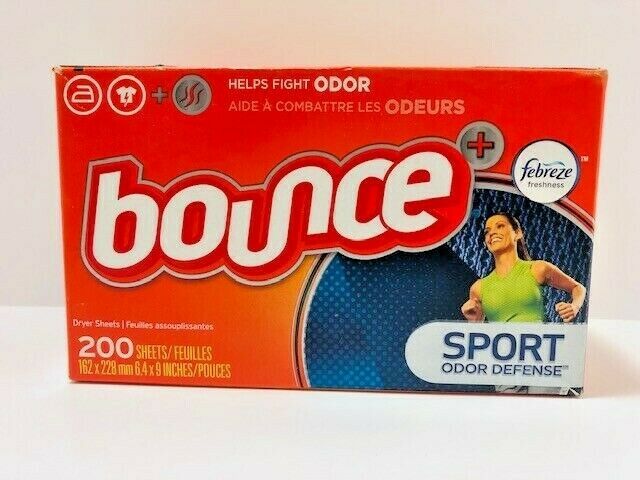 HELPS FIGHT ODOR
AIDE À COMBATTRE LES ODEURS
bounce
+
+
febreze
freshness
TM
Dryer Sheets | Feuilles assouplissantes
200 SHEETS/FEUILLES
162 x 228 mm 6.4 x 9 INCHES/POUCES
SPORT
ODOR DEFENSE